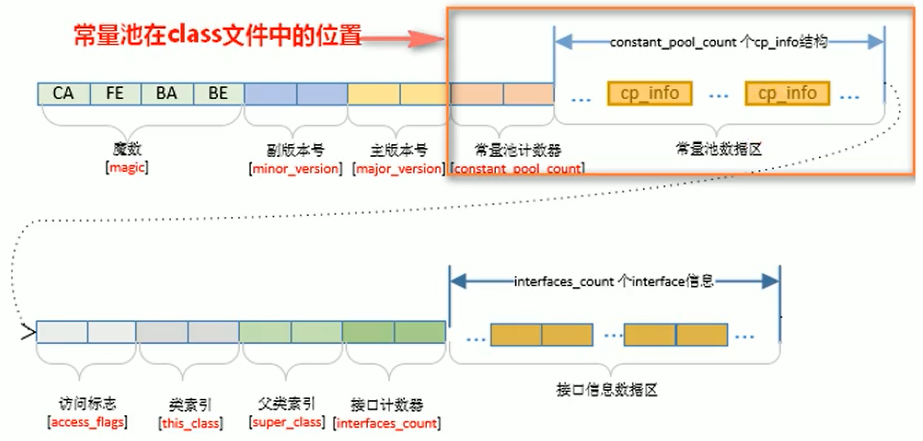 常量池在class文件中的位置
constant_pool_count 个cp_info结构
CA FE BA BE
... cp_info ... cp_info ...
魔数 副版本号 主版本号 常量池计数器 常量池数据区
[magic] [minor_version] [major_version] [constant_pool_count]
interfaces_count 个interface信息
... ... ...
访问标志 类索引 父类索引 接口计数器 接口信息数据区
[access_flags] [this_class] [super_class] [interfaces_count]